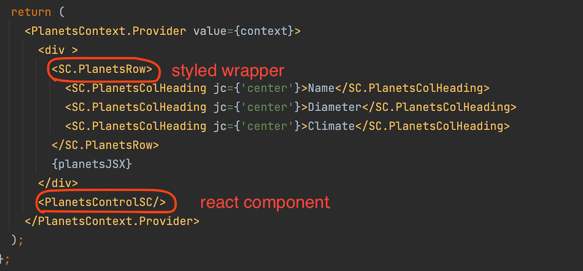 return (
<PlanetsContext.Provider value={context}>
<div >
<SC.PlanetsRow> styled wrapper
<SC.PlanetsColHeading jc={'center'}>Name</SC.PlanetsColHeading>
<SC.PlanetsColHeading jc={'center'}>Diameter</SC.PlanetsColHeading>
<SC.PlanetsColHeading jc={'center'}>Climate</SC.PlanetsColHeading>
</SC.PlanetsRow>
{planetsJSX}
</div>
<PlanetsControlSC/> react component
</PlanetsContext.Provider>
);
};